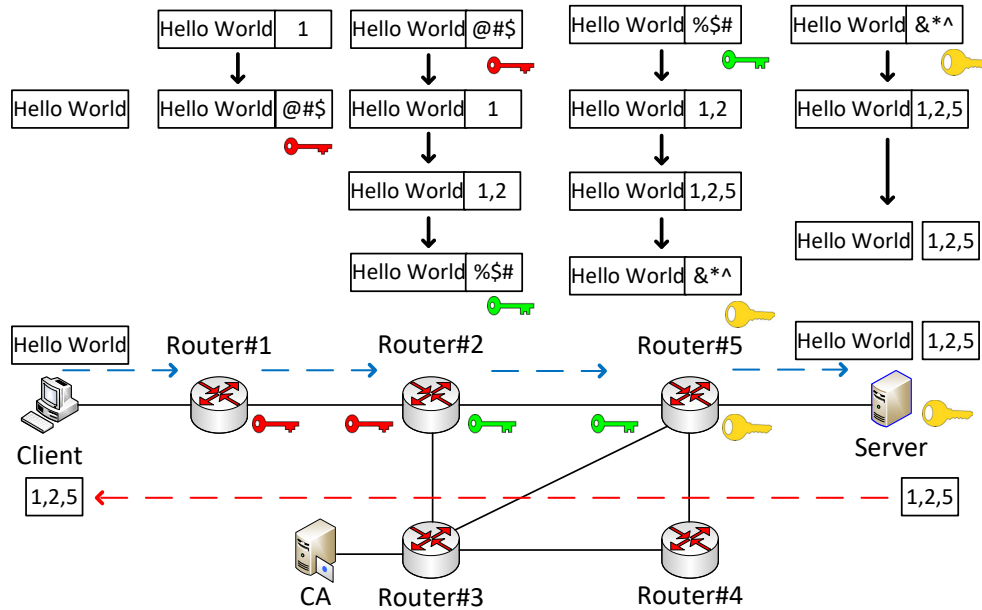 Hello World 1
Hello World @#$
Hello World %$#
Hello World &*^
Hello World
Hello World @#$
Hello World 1
Hello World 1,2
Hello World 1,2,5
Hello World 1,2
Hello World 1,2,5
Hello World 1,2,5
Hello World %$#
Hello World &*^
Hello World
Router#1
Router#2
Router#5
Hello World 1,2,5
Client
Server
1,2,5
1,2,5
CA
Router#3
Router#4